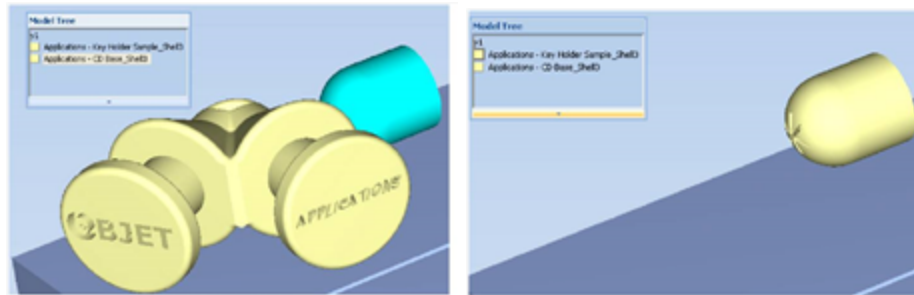 Model Tree
Applications - Key Holder Sample_Shell3
Applications - CD Base_Shell3
OBJET
APPLICATIONS
Model Tree
Applications - Key Holder Sample_Shell3
Applications - CD Base_Shell3